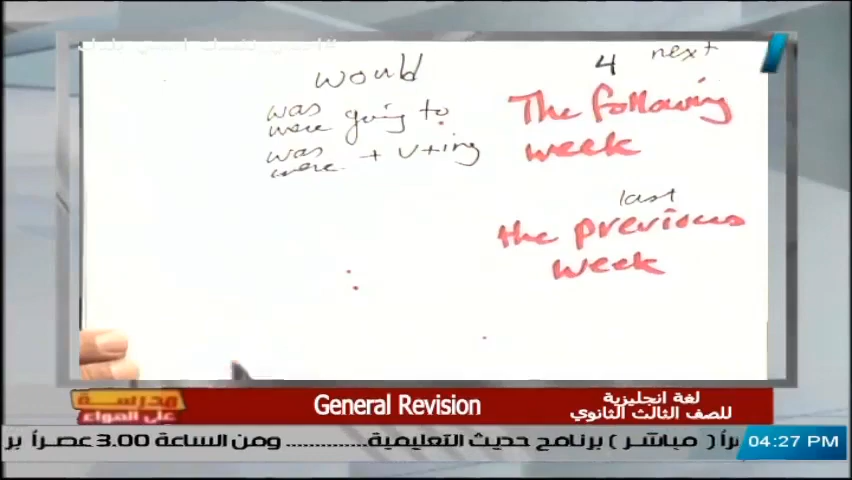 would
4 next
was
were going to
was
were + v+ing
The following
week
last
the previous
week
مدرسة
على الهواء
General Revision
لغة انجليزية
للصف الثالث الثانوي
راً ( مباشر ) برنامج حديث التعليمية.................. ومن الساعة 3.00 عصراً بر
04:27 PM